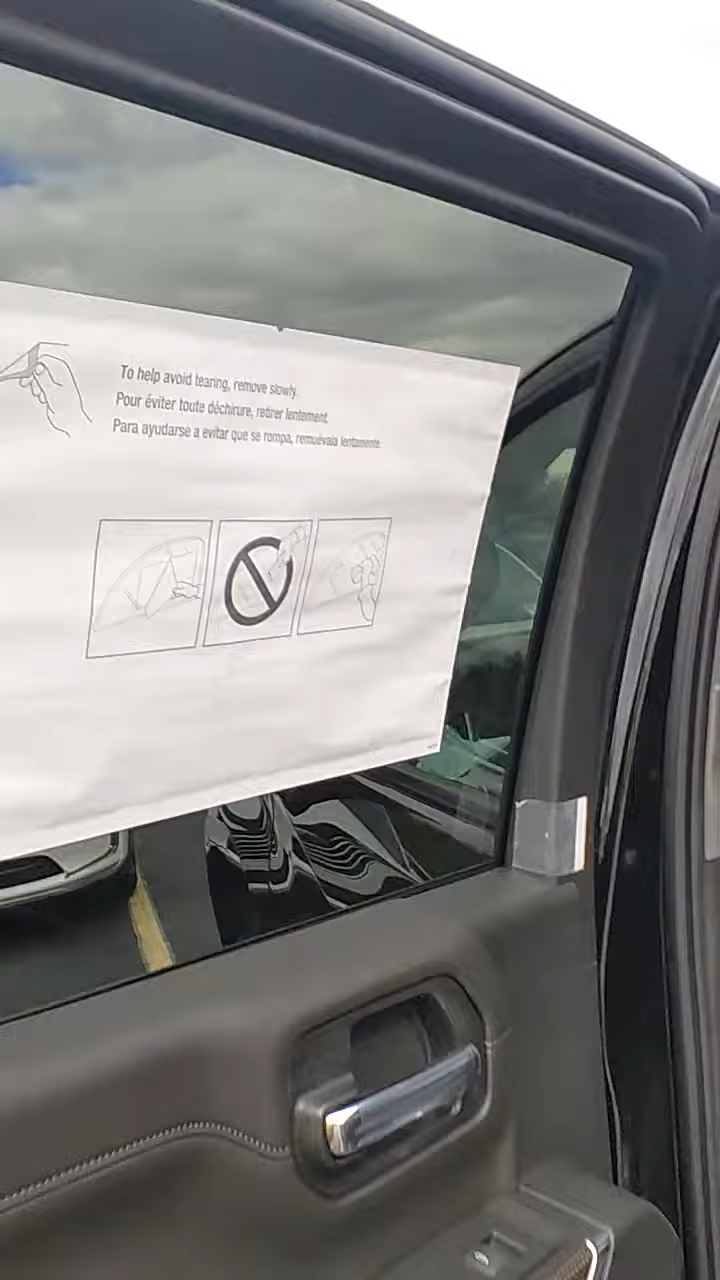 To help avoid tearing, remove slowly.
Pour éviter toute déchirure, retirer lentement.
Para ayudarse a evitar que se rompa, remuévala lentamente.